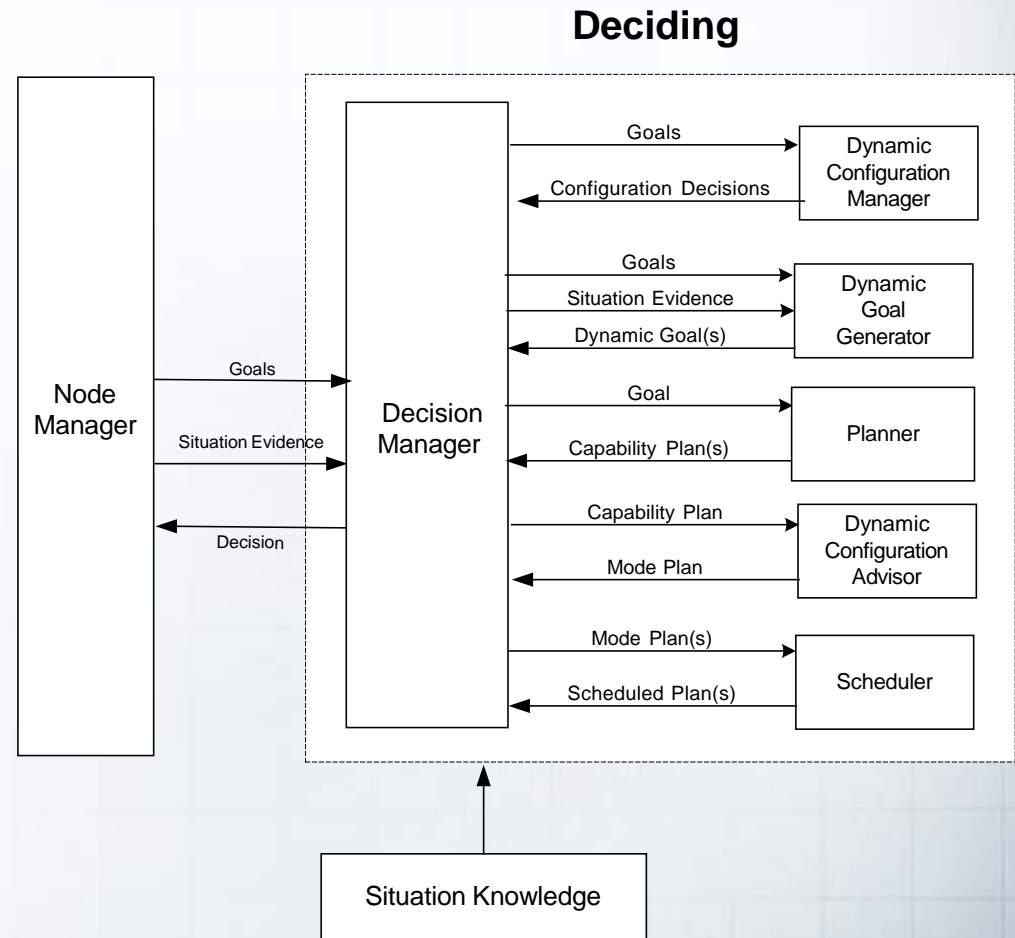 Deciding
Goals
Dynamic
Configuration
Manager
Configuration Decisions
Goals
Situation Evidence
Dynamic Goal(s)
Dynamic
Goal
Generator
Node
Manager
Goals
Situation Evidence
Decision
Decision
Manager
Goal
Capability Plan(s)
Planner
Capability Plan
Mode Plan
Dynamic
Configuration
Advisor
Mode Plan(s)
Scheduled Plan(s)
Scheduler
Situation Knowledge